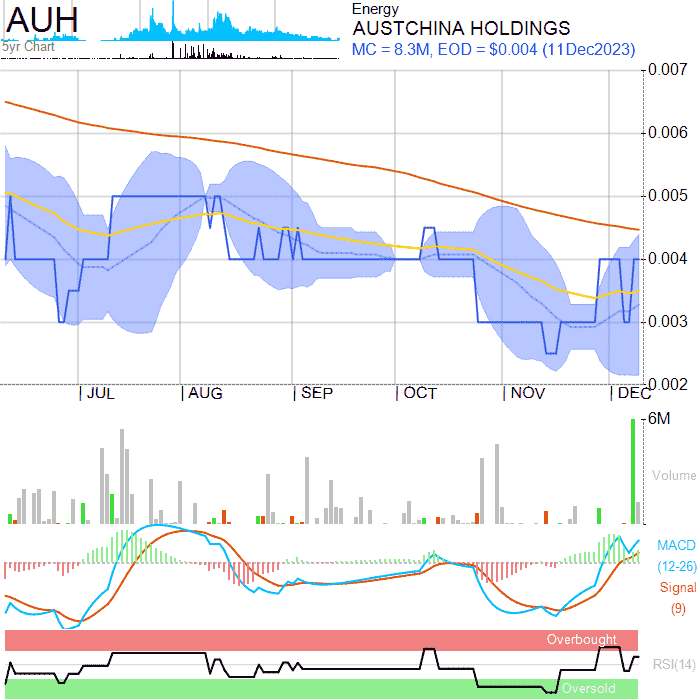 AUH
5yr Chart
Energy
AUSTCHINA HOLDINGS
MC = 8.3M, EOD = $0.004 (11Dec2023)
0.007
0.006
0.005
0.004
0.003
0.002
JUL AUG SEP OCT NOV DEC
6M
Volume
MACD
(12-26)
Signal
(9)
Overbought
RSI(14)
Oversold